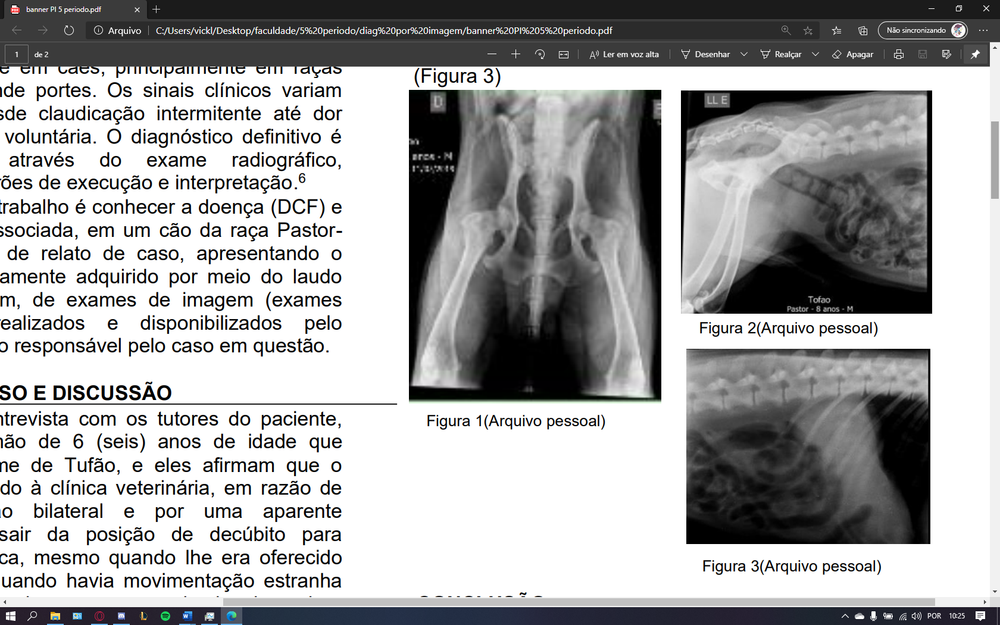 banner PI 5 periodo.pdf
Arquivo
C:/Users/vickl/Desktop/faculdade/5%20periodo/diag%20por%20imagem/banner%20PI%205%20periodo.pdf
Não sincronizando
1 de 2
Ler em voz alta
Desenhar
Realçar
Apagar
e em cães, principalmente em raças
nde portes. Os sinais clínicos variam
sde claudicação intermitente até dor
voluntária. O diagnóstico definitivo é
através do exame radiográfico,
rões de execução e interpretação.6
trabalho é conhecer a doença (DCF) e
ssociada, em um cão da raça Pastor-
de relato de caso, apresentando o
amente adquirido por meio do laudo
m, de exames de imagem (exames
realizados e disponibilizados pelo
o responsável pelo caso em questão.
SO E DISCUSSÃO
ntrevista com os tutores do paciente,
não de 6 (seis) anos de idade que
me de Tufão, e eles afirmam que o
do à clínica veterinária, em razão de
ão bilateral e por uma aparente
sair da posição de decúbito para
ca, mesmo quando lhe era oferecido
quando havia movimentação estranha
(Figura 3)
D
anos - M
Figura 1(Arquivo pessoal)
LL E
Tofao
Pastor - 8 anos - M
Figura 2(Arquivo pessoal)
Figura 3(Arquivo pessoal)
CONCLUSÃO
POR
10:25